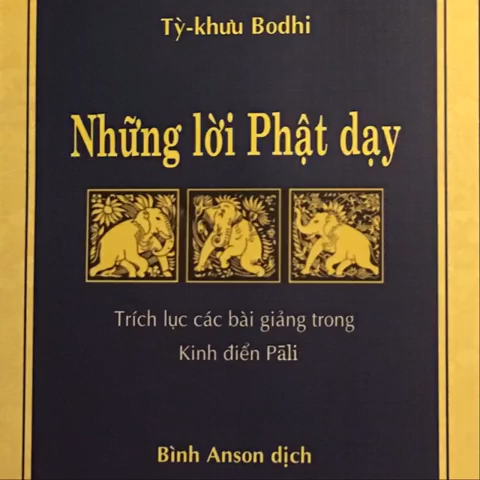 Tỳ-khưu Bodhi
Những lời Phật dạy
Trích lục các bài giảng trong
Kinh điển Pāli
Bình Anson dịch